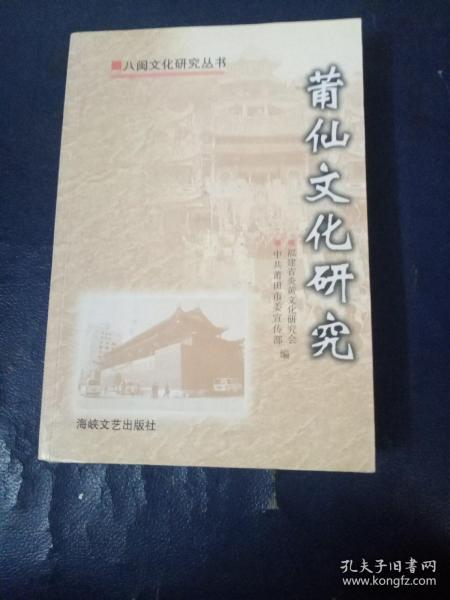 八闽文化研究丛书
莆仙文化研究
福建省炎黄文化研究会
中共莆田市委宣传部 编
海峡文艺出版社
孔夫子旧书网
www.kongfz.com